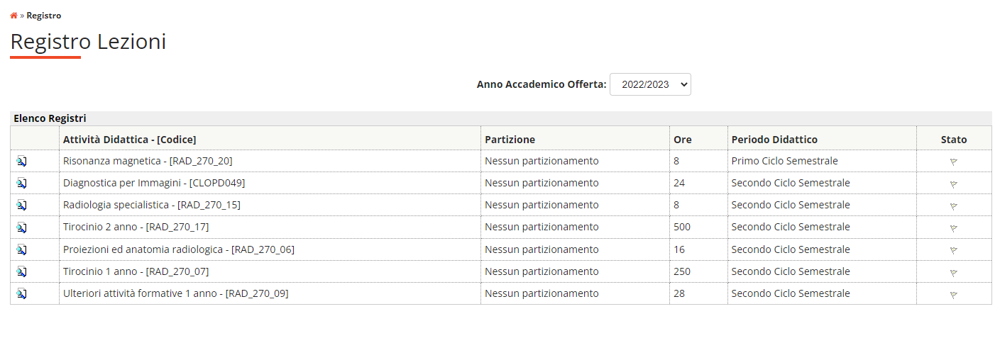 » Registro
Registro Lezioni
Anno Accademico Offerta: 2022/2023
Elenco Registri
Attività Didattica - [Codice] Partizione Ore Periodo Didattico Stato
Risonanza magnetica - [RAD_270_20] Nessun partizionamento 8 Primo Ciclo Semestrale
Diagnostica per Immagini - [CLOPD049] Nessun partizionamento 24 Secondo Ciclo Semestrale
Radiologia specialistica - [RAD_270_15] Nessun partizionamento 8 Secondo Ciclo Semestrale
Tirocinio 2 anno - [RAD_270_17] Nessun partizionamento 500 Secondo Ciclo Semestrale
Proiezioni ed anatomia radiologica - [RAD_270_06] Nessun partizionamento 16 Secondo Ciclo Semestrale
Tirocinio 1 anno - [RAD_270_07] Nessun partizionamento 250 Secondo Ciclo Semestrale
Ulteriori attività formative 1 anno - [RAD_270_09] Nessun partizionamento 28 Secondo Ciclo Semestrale